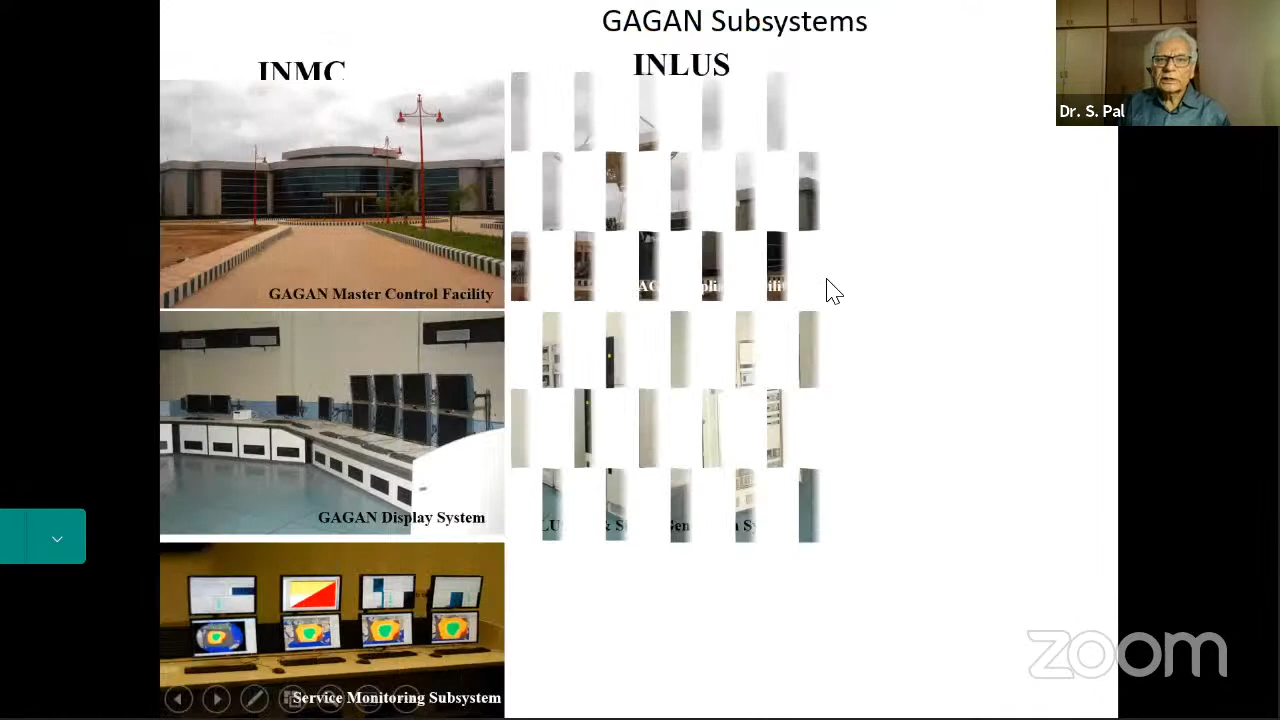 GAGAN Subsystems
INMC
INLUS
Dr. S. Pal
GAGAN Master Control Facility
GAGAN Display System
Service Monitoring Subsystem
zoom